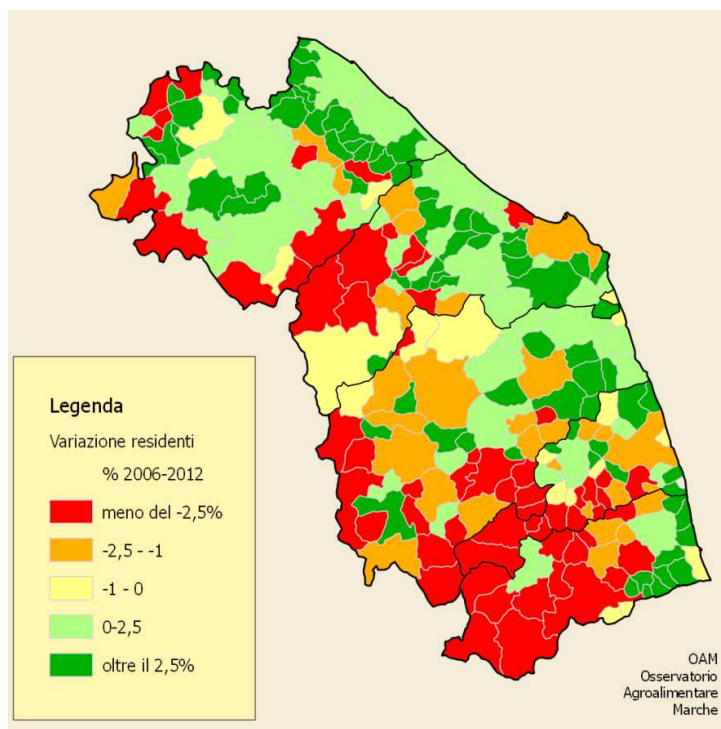 Legenda
Variazione residenti
% 2006-2012
meno del -2,5%
-2,5 - -1
-1 - 0
0-2,5
oltre il 2,5%
OAM
Osservatorio
Agroalimentare
Marche